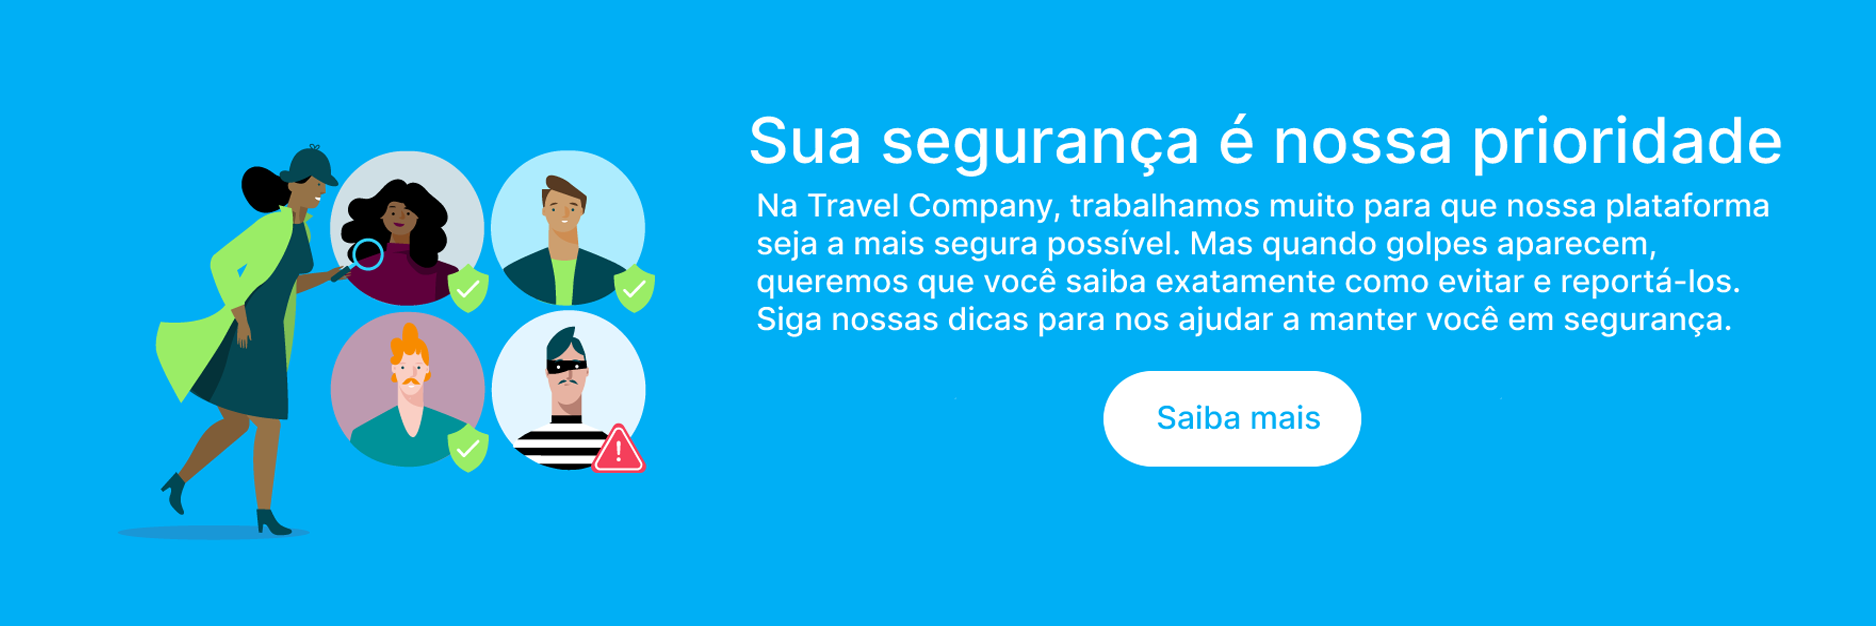 Sua segurança é nossa prioridade
Na Travel Company, trabalhamos muito para que nossa plataforma
seja a mais segura possível. Mas quando golpes aparecem,
queremos que você saiba exatamente como evitar e reportá-los.
Siga nossas dicas para nos ajudar a manter você em segurança.
Saiba mais